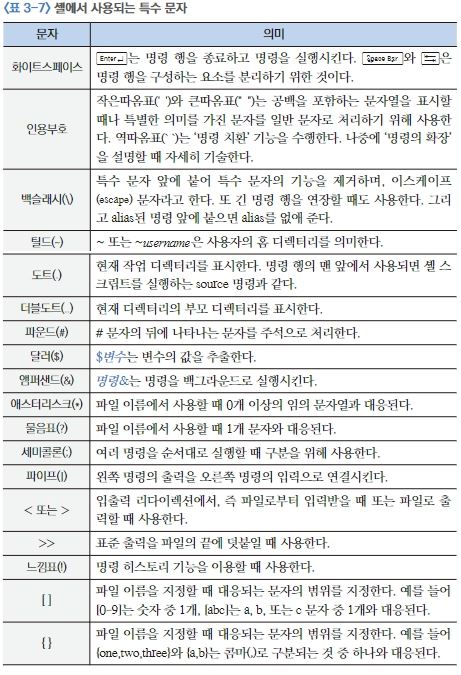 <표 3-7> 셸에서 사용되는 특수 문자
문자 의미
화이트스페이스 Enter↵는 명령 행을 종료하고 명령을 실행시킨다. Space Bar와 ⇆은
명령 행을 구성하는 요소를 분리하기 위한 것이다.
인용부호 작은따옴표(' ')와 큰따옴표(" ")는 공백을 포함하는 문자열을 표시할
때나 특별한 의미를 가진 문자를 일반 문자로 처리하기 위해 사용한
다. 역따옴표(` `)는 '명령 치환' 기능을 수행한다. 나중에 '명령의 확장'
을 설명할 때 자세히 기술한다.
백슬래시(\) 특수 문자 앞에 붙어 특수 문자의 기능을 제거하며, 이스케이프
(escape) 문자라고 한다. 또 긴 명령 행을 연장할 때도 사용한다. 그리
고 alias된 명령 앞에 붙으면 alias를 없애 준다.
틸드(~) ~ 또는 ~username은 사용자의 홈 디렉터리를 의미한다.
도트(.) 현재 작업 디렉터리를 표시한다. 명령 행의 맨 앞에서 사용되면 셸 스
크립트를 실행하는 source 명령과 같다.
더블도트(..) 현재 디렉터리의 부모 디렉터리를 표시한다.
파운드(#) # 문자의 뒤에 나타나는 문자를 주석으로 처리한다.
달러($) $변수는 변수의 값을 추출한다.
앰퍼샌드(&) 명령&는 명령을 백그라운드로 실행시킨다.
애스터리스크(*) 파일 이름에서 사용할 때 0개 이상의 임의 문자열과 대응된다.
물음표(?) 파일 이름에서 사용할 때 1개 문자와 대응된다.
세미콜론(;) 여러 명령을 순서대로 실행할 때 구분을 위해 사용한다.
파이프(|) 왼쪽 명령의 출력을 오른쪽 명령의 입력으로 연결시킨다.
< 또는 > 입출력 리다이렉션에서, 즉 파일로부터 입력받을 때 또는 파일로 출
력할 때 사용한다.
>> 표준 출력을 파일의 끝에 덧붙일 때 사용한다.
느낌표(!) 명령 히스토리 기능을 이용할 때 사용한다.
[ ] 파일 이름을 지정할 때 대응되는 문자의 범위를 지정한다. 예를 들어
[0-9]는 숫자 중 1개, [abc]는 a, b, 또는 c 문자 중 1개와 대응된다.
{ } 파일 이름을 지정할 때 대응되는 문자의 범위를 지정한다. 예를 들어
{one,two,three}와 {a,b}는 콤마(,)로 구분되는 것 중 하나와 대응된다.